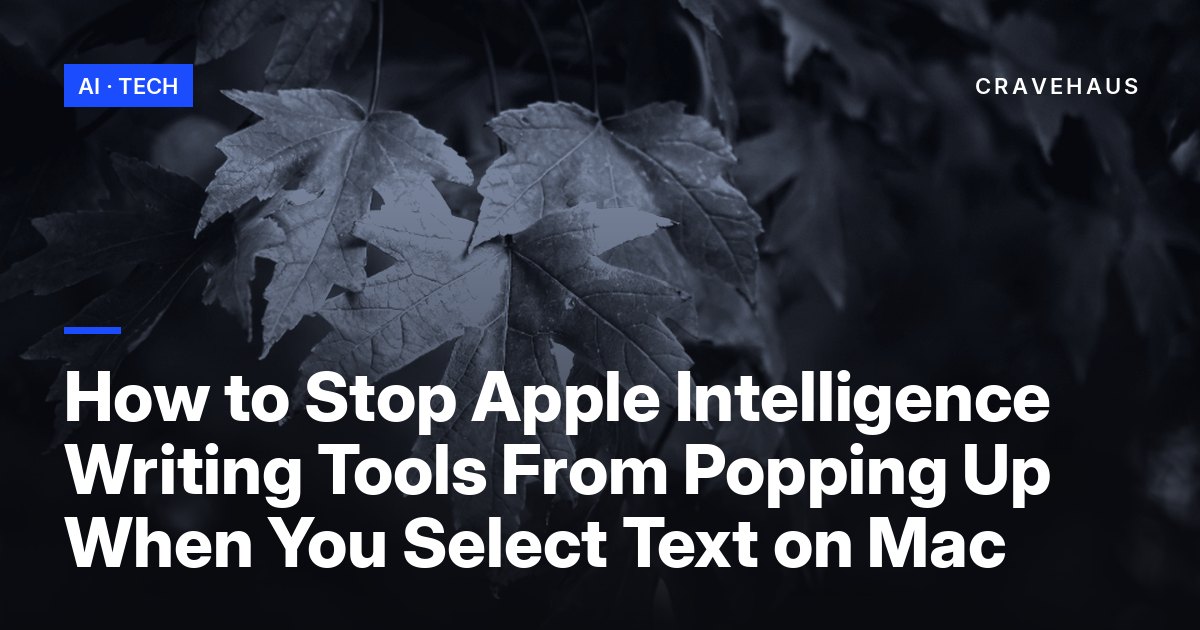 AI · TECH
CRAVEHAUS
How to Stop Apple Intelligence
Writing Tools From Popping Up
When You Select Text on Mac